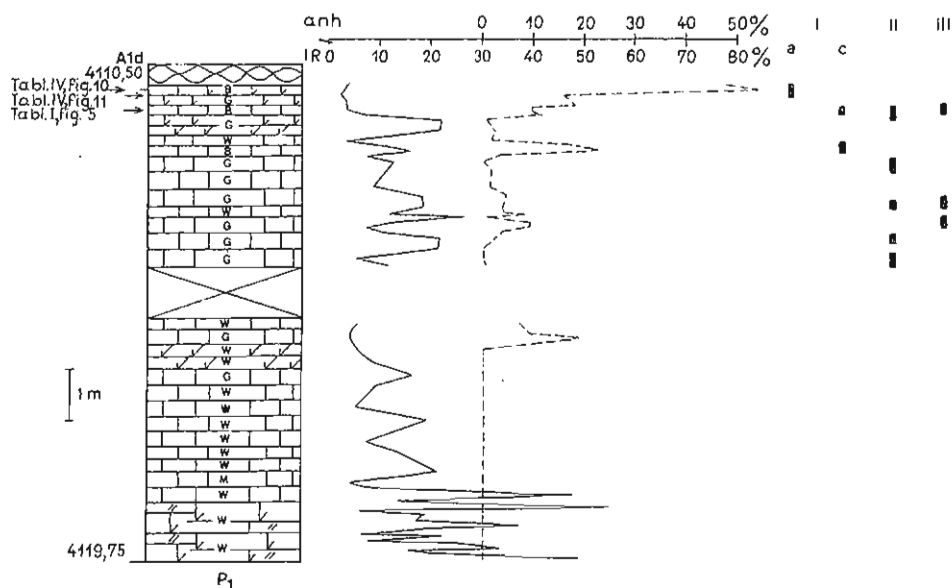 anh 0 10 20 30 40 50 % I II III
IR 0 10 20 30 40 50 60 70 80 % a c
A1d
4110,50
Tabl. IV, Fig. 10
Tabl. IV, Fig. 11
Tabl. I, Fig. 5
B
G
B
G
W
B
G
G
G
W
G
G
G
W
G
W
W
G
W
W
W
W
W
W
M
W
W
W
1 m
4119,75
P1